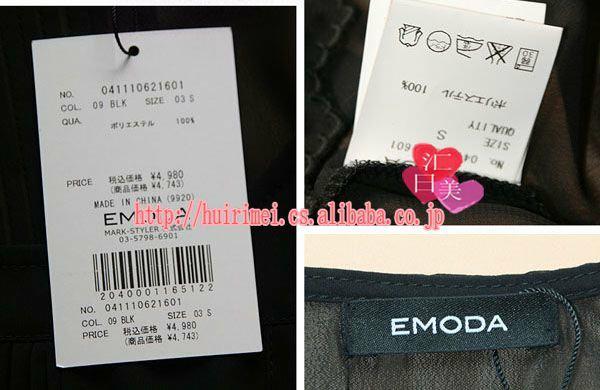 NO. 041110621601
COL. 09 BLK SIZE 03 S
QUA. ポリエステル 100%
PRICE 税込価格 ¥4,980
(商品価格 ¥4,743)
MADE IN CHINA (9920)
EMODA
MARK-STYLER 株式会社
03-5798-6901
2040001165122
NO. 041110621601
COL. 09 BLK SIZE 03 S
PRICE 税込価格 ¥4,980
(商品価格 ¥4,743)
ポリエステル 100%
QUALITY
SIZE S
No. 04 601
汇
日美
http://huirimei.cs.alibaba.co.jp
EMODA